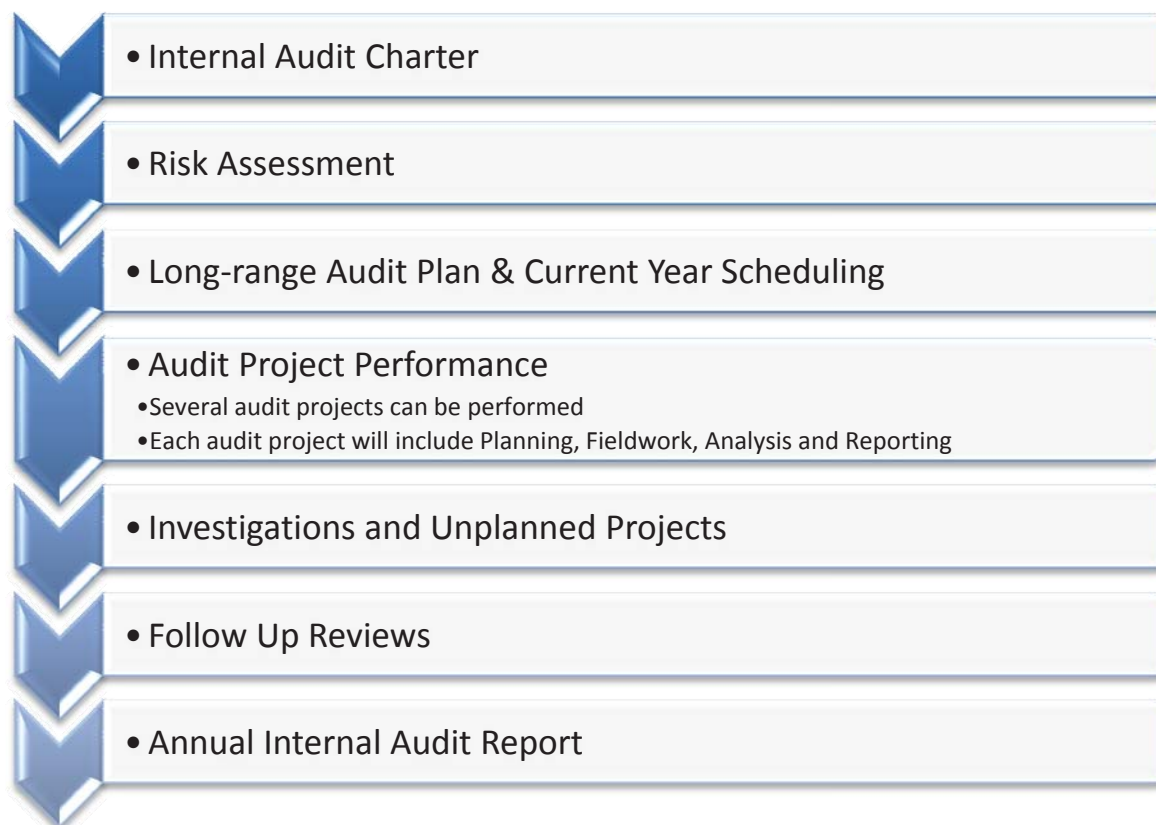 • Internal Audit Charter
• Risk Assessment
• Long-range Audit Plan & Current Year Scheduling
• Audit Project Performance
•Several audit projects can be performed
•Each audit project will include Planning, Fieldwork, Analysis and Reporting
• Investigations and Unplanned Projects
• Follow Up Reviews
• Annual Internal Audit Report